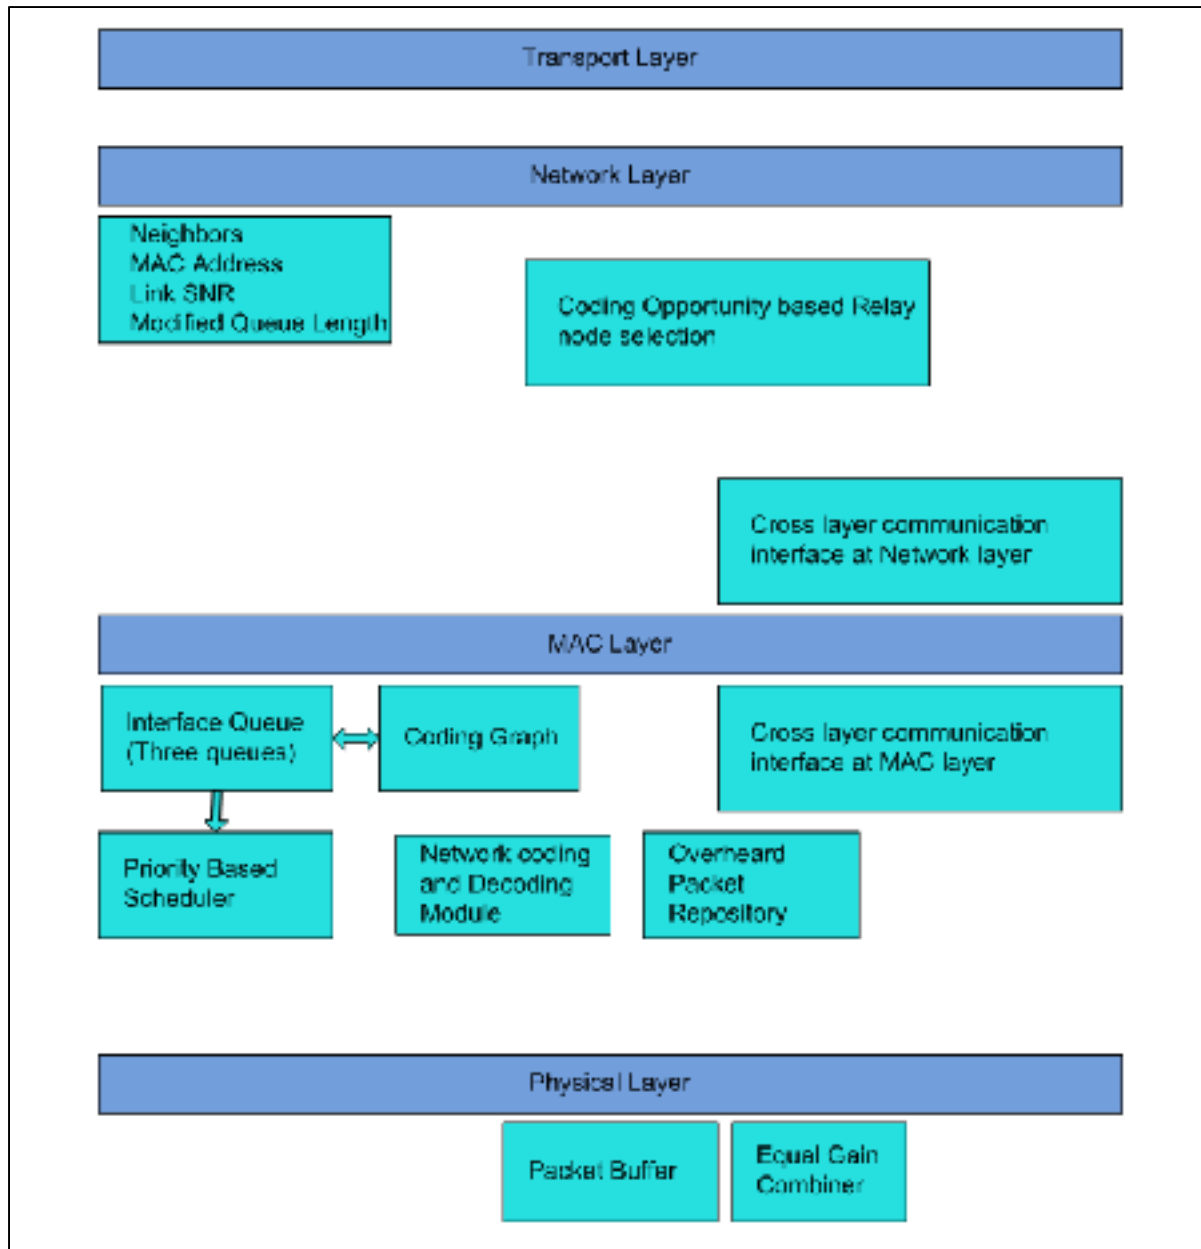 Transport Layer
Network Layer
Neighbors
MAC Address
Link SNR
Modified Queue Length
Coding Opportunity based Relay
node selection
Cross layer communication
interface at Network layer
MAC Layer
Interface Queue
(Three queues)
Coding Graph
Cross layer communication
interface at MAC layer
Priority Based
Scheduler
Network coding
and Decoding
Module
Overheard
Packet
Repository
Physical Layer
Packet Buffer
Equal Gain
Combiner